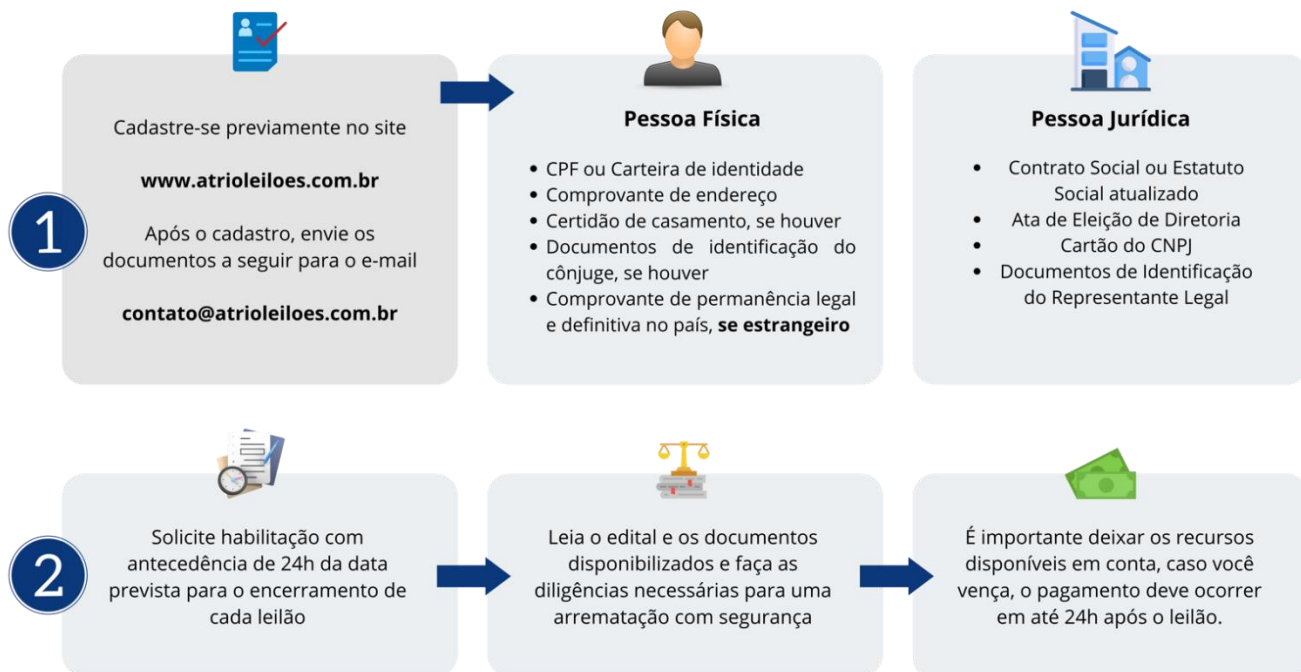 1
Cadastre-se previamente no site
www.atrioleiloes.com.br
Após o cadastro, envie os
documentos a seguir para o e-mail
contato@atrioleiloes.com.br
Pessoa Física
• CPF ou Carteira de identidade
• Comprovante de endereço
• Certidão de casamento, se houver
• Documentos de identificação do
cônjuge, se houver
• Comprovante de permanência legal
e definitiva no país, se estrangeiro
Pessoa Jurídica
• Contrato Social ou Estatuto
Social atualizado
• Ata de Eleição de Diretoria
• Cartão do CNPJ
• Documentos de Identificação
do Representante Legal
2
Solicite habilitação com
antecedência de 24h da data
prevista para o encerramento de
cada leilão
Leia o edital e os documentos
disponibilizados e faça as
diligências necessárias para uma
arrematação com segurança
É importante deixar os recursos
disponíveis em conta, caso você
vença, o pagamento deve ocorrer
em até 24h após o leilão.